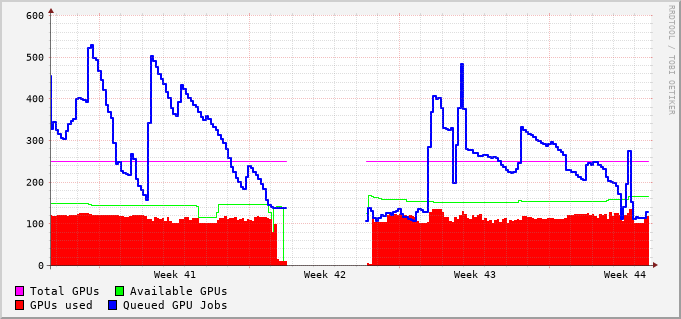 600
500
400
300
200
100
0
Week 41 Week 42 Week 43 Week 44
Total GPUs Available GPUs
GPUs used Queued GPU Jobs
RRDTOOL / TOBI OETIKER